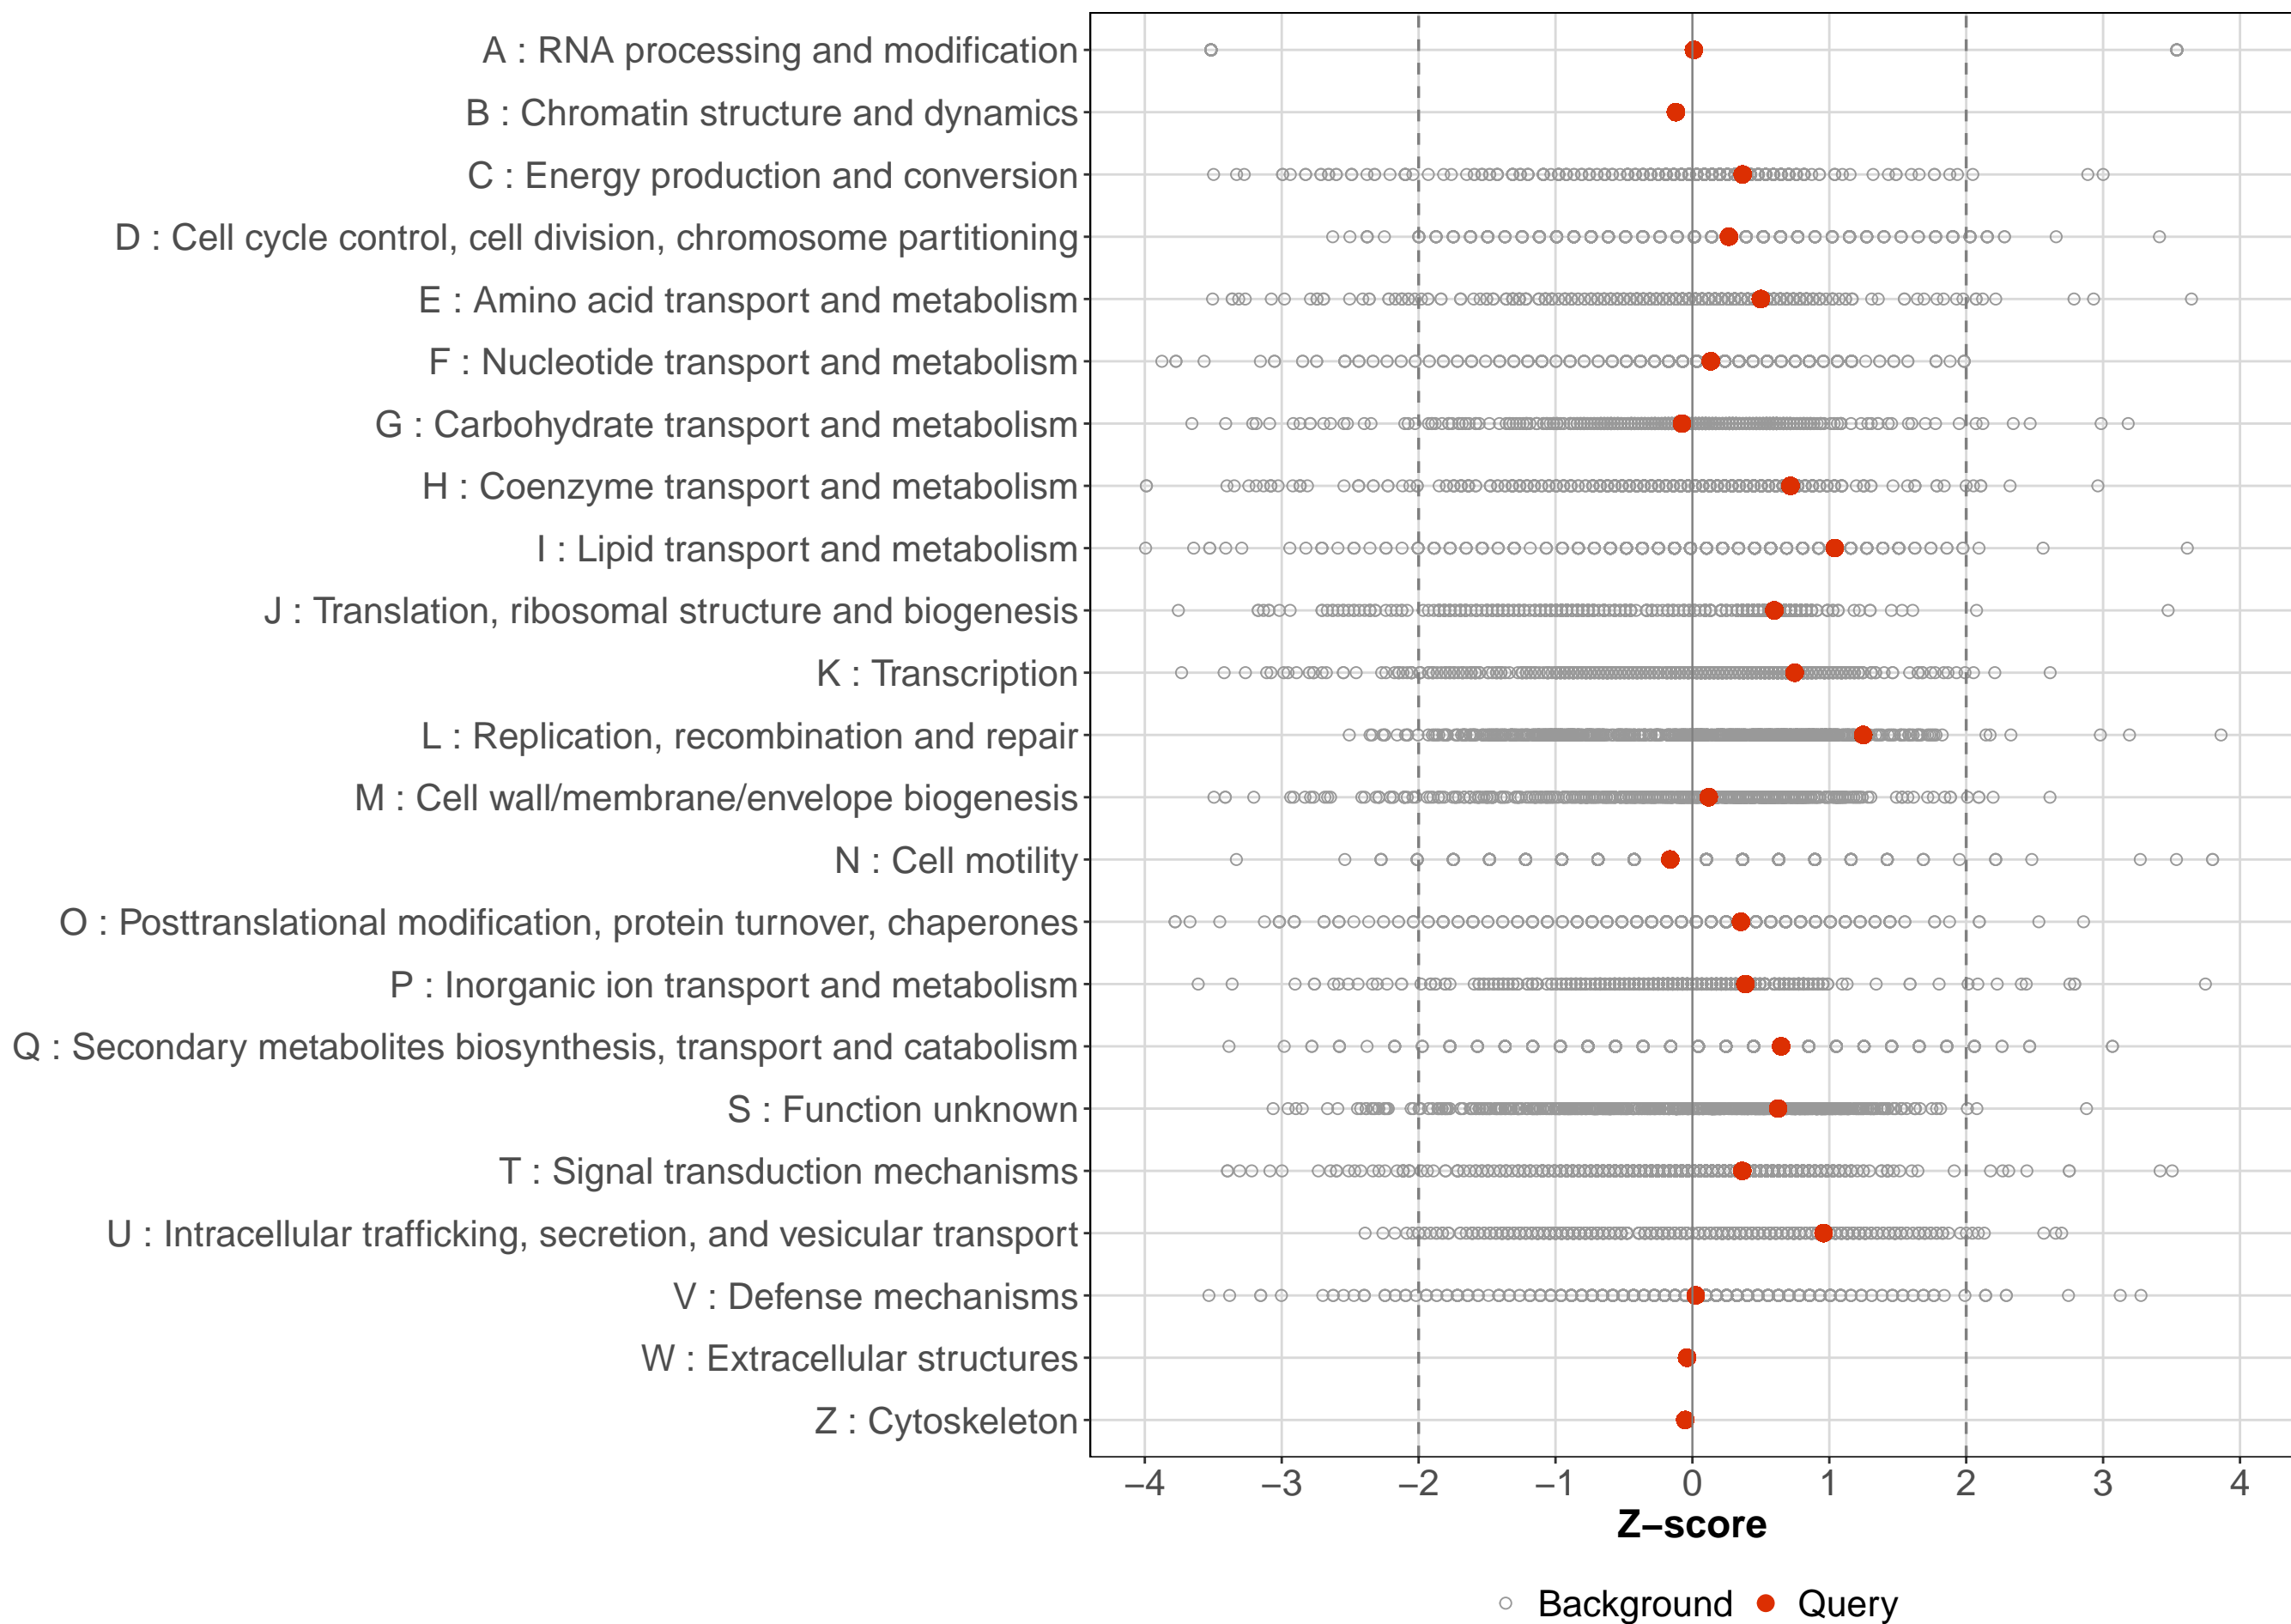 A : RNA processing and modification
B : Chromatin structure and dynamics
C : Energy production and conversion
D : Cell cycle control, cell division, chromosome partitioning
E : Amino acid transport and metabolism
F : Nucleotide transport and metabolism
G : Carbohydrate transport and metabolism
H : Coenzyme transport and metabolism
I : Lipid transport and metabolism
J : Translation, ribosomal structure and biogenesis
K : Transcription
L : Replication, recombination and repair
M : Cell wall/membrane/envelope biogenesis
N : Cell motility
O : Posttranslational modification, protein turnover, chaperones
P : Inorganic ion transport and metabolism
Q : Secondary metabolites biosynthesis, transport and catabolism
S : Function unknown
T : Signal transduction mechanisms
U : Intracellular trafficking, secretion, and vesicular transport
V : Defense mechanisms
W : Extracellular structures
Z : Cytoskeleton
−4 −3 −2 −1 0 1 2 3 4
Z−score
Background Query